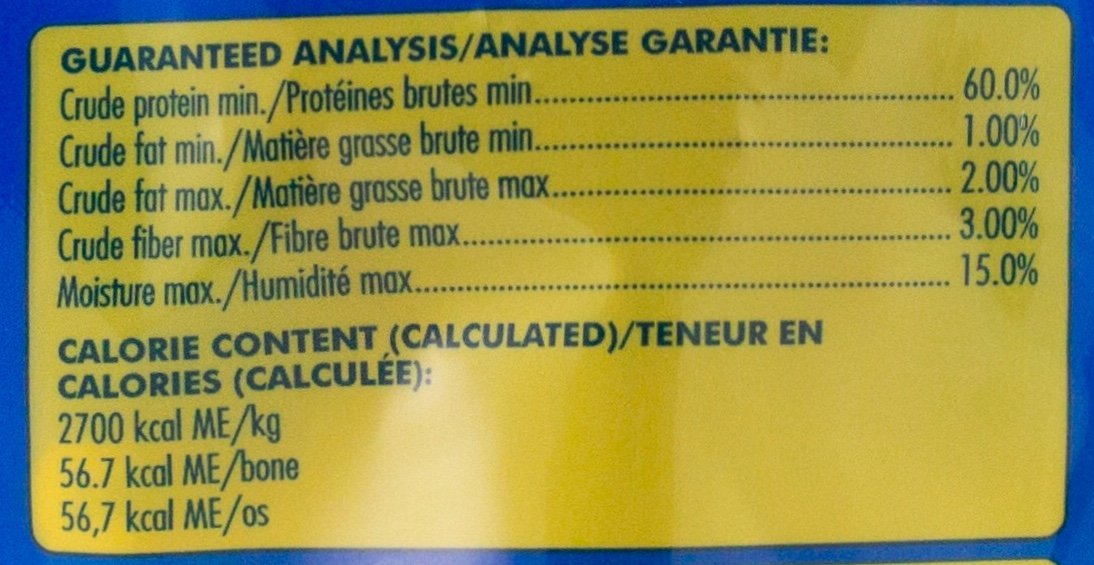 GUARANTEED ANALYSIS/ANALYSE GARANTIE:
Crude protein min./Protéines brutes min.................................................... 60.0%
Crude fat min./Matière grasse brute min.................................................... 1.00%
Crude fat max./Matière grasse brute max.................................................. 2.00%
Crude fiber max./Fibre brute max............................................................ 3.00%
Moisture max./Humidité max.................................................................. 15.0%
CALORIE CONTENT (CALCULATED)/TENEUR EN
CALORIES (CALCULÉE):
2700 kcal ME/kg
56.7 kcal ME/bone
56,7 kcal ME/os